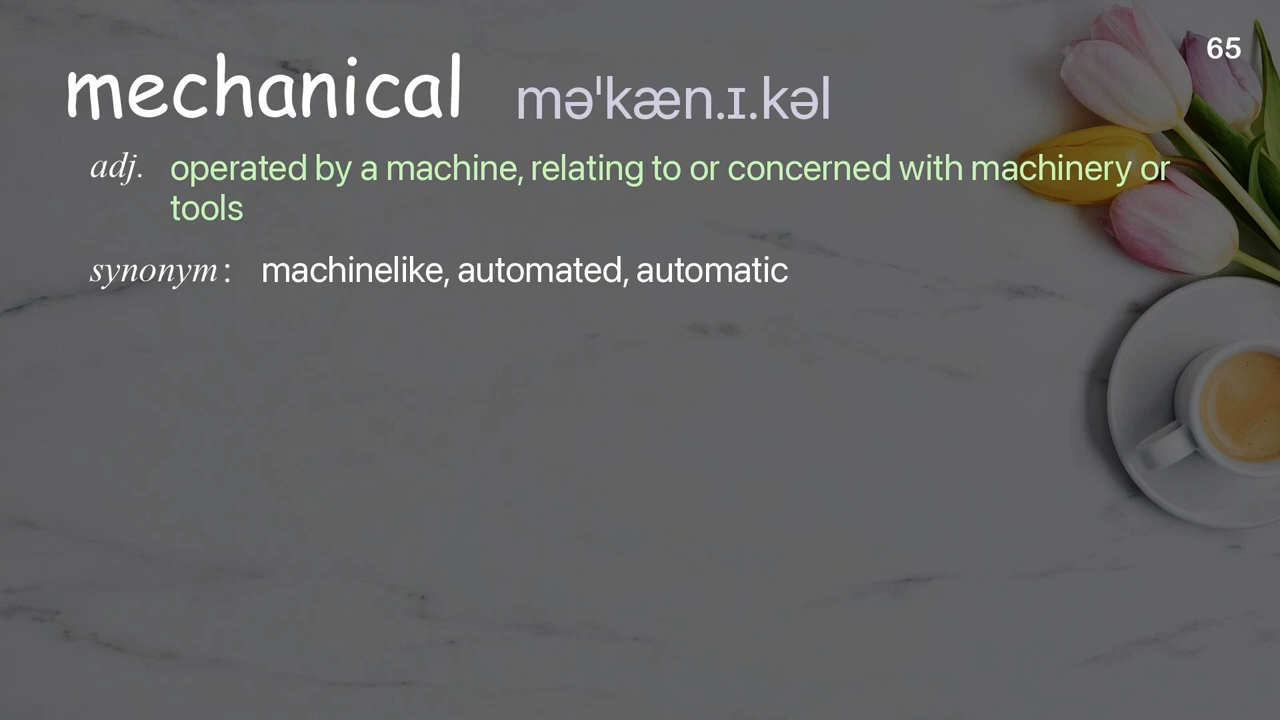 65
mechanical məˈkæn.ɪ.kəl
adj. operated by a machine, relating to or concerned with machinery or
tools
synonym: machinelike, automated, automatic